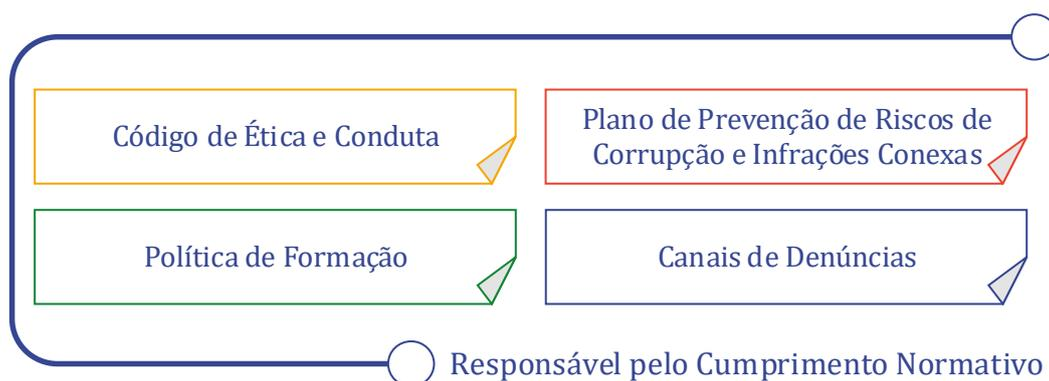 Código de Ética e Conduta
Plano de Prevenção de Riscos de
Corrupção e Infrações Conexas
Política de Formação
Canais de Denúncias
Responsável pelo Cumprimento Normativo